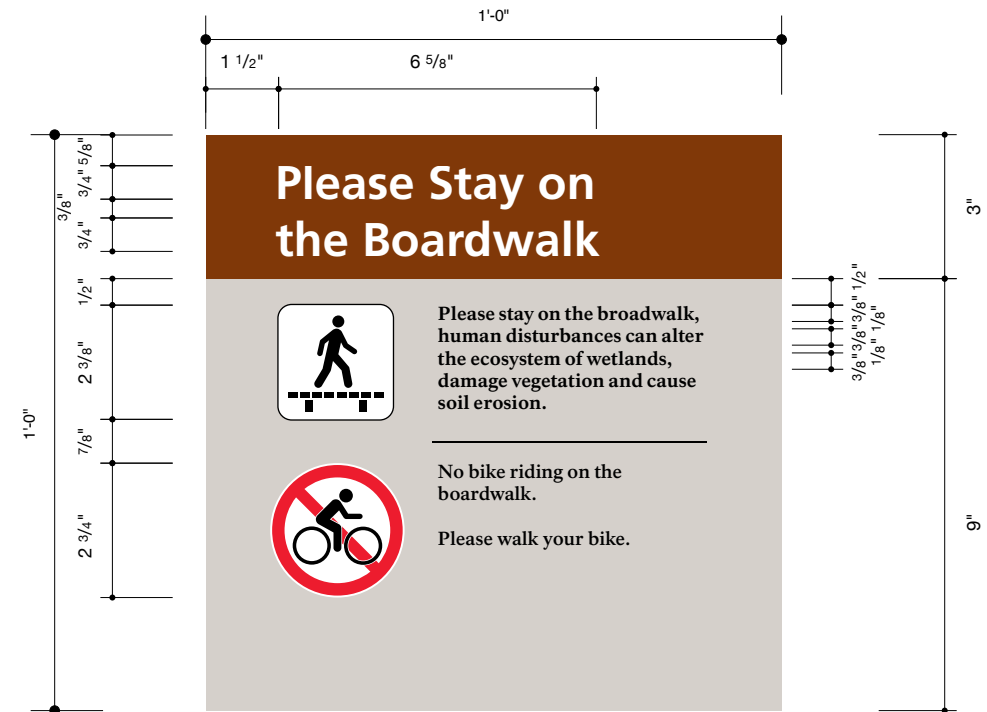 1'-0"
1 1/2"
6 5/8"
5/8"
3/4"
3/8"
3/4"
1/2"
2 3/8"
1'-0"
7/8"
2 3/4"
Please Stay on
the Boardwalk
Please stay on the broadwalk,
human disturbances can alter
the ecosystem of wetlands,
damage vegetation and cause
soil erosion.
No bike riding on the
boardwalk.
Please walk your bike.
3"
1/2"
3/8"
1/8"
3/8"
1/8"
3/8"
9"